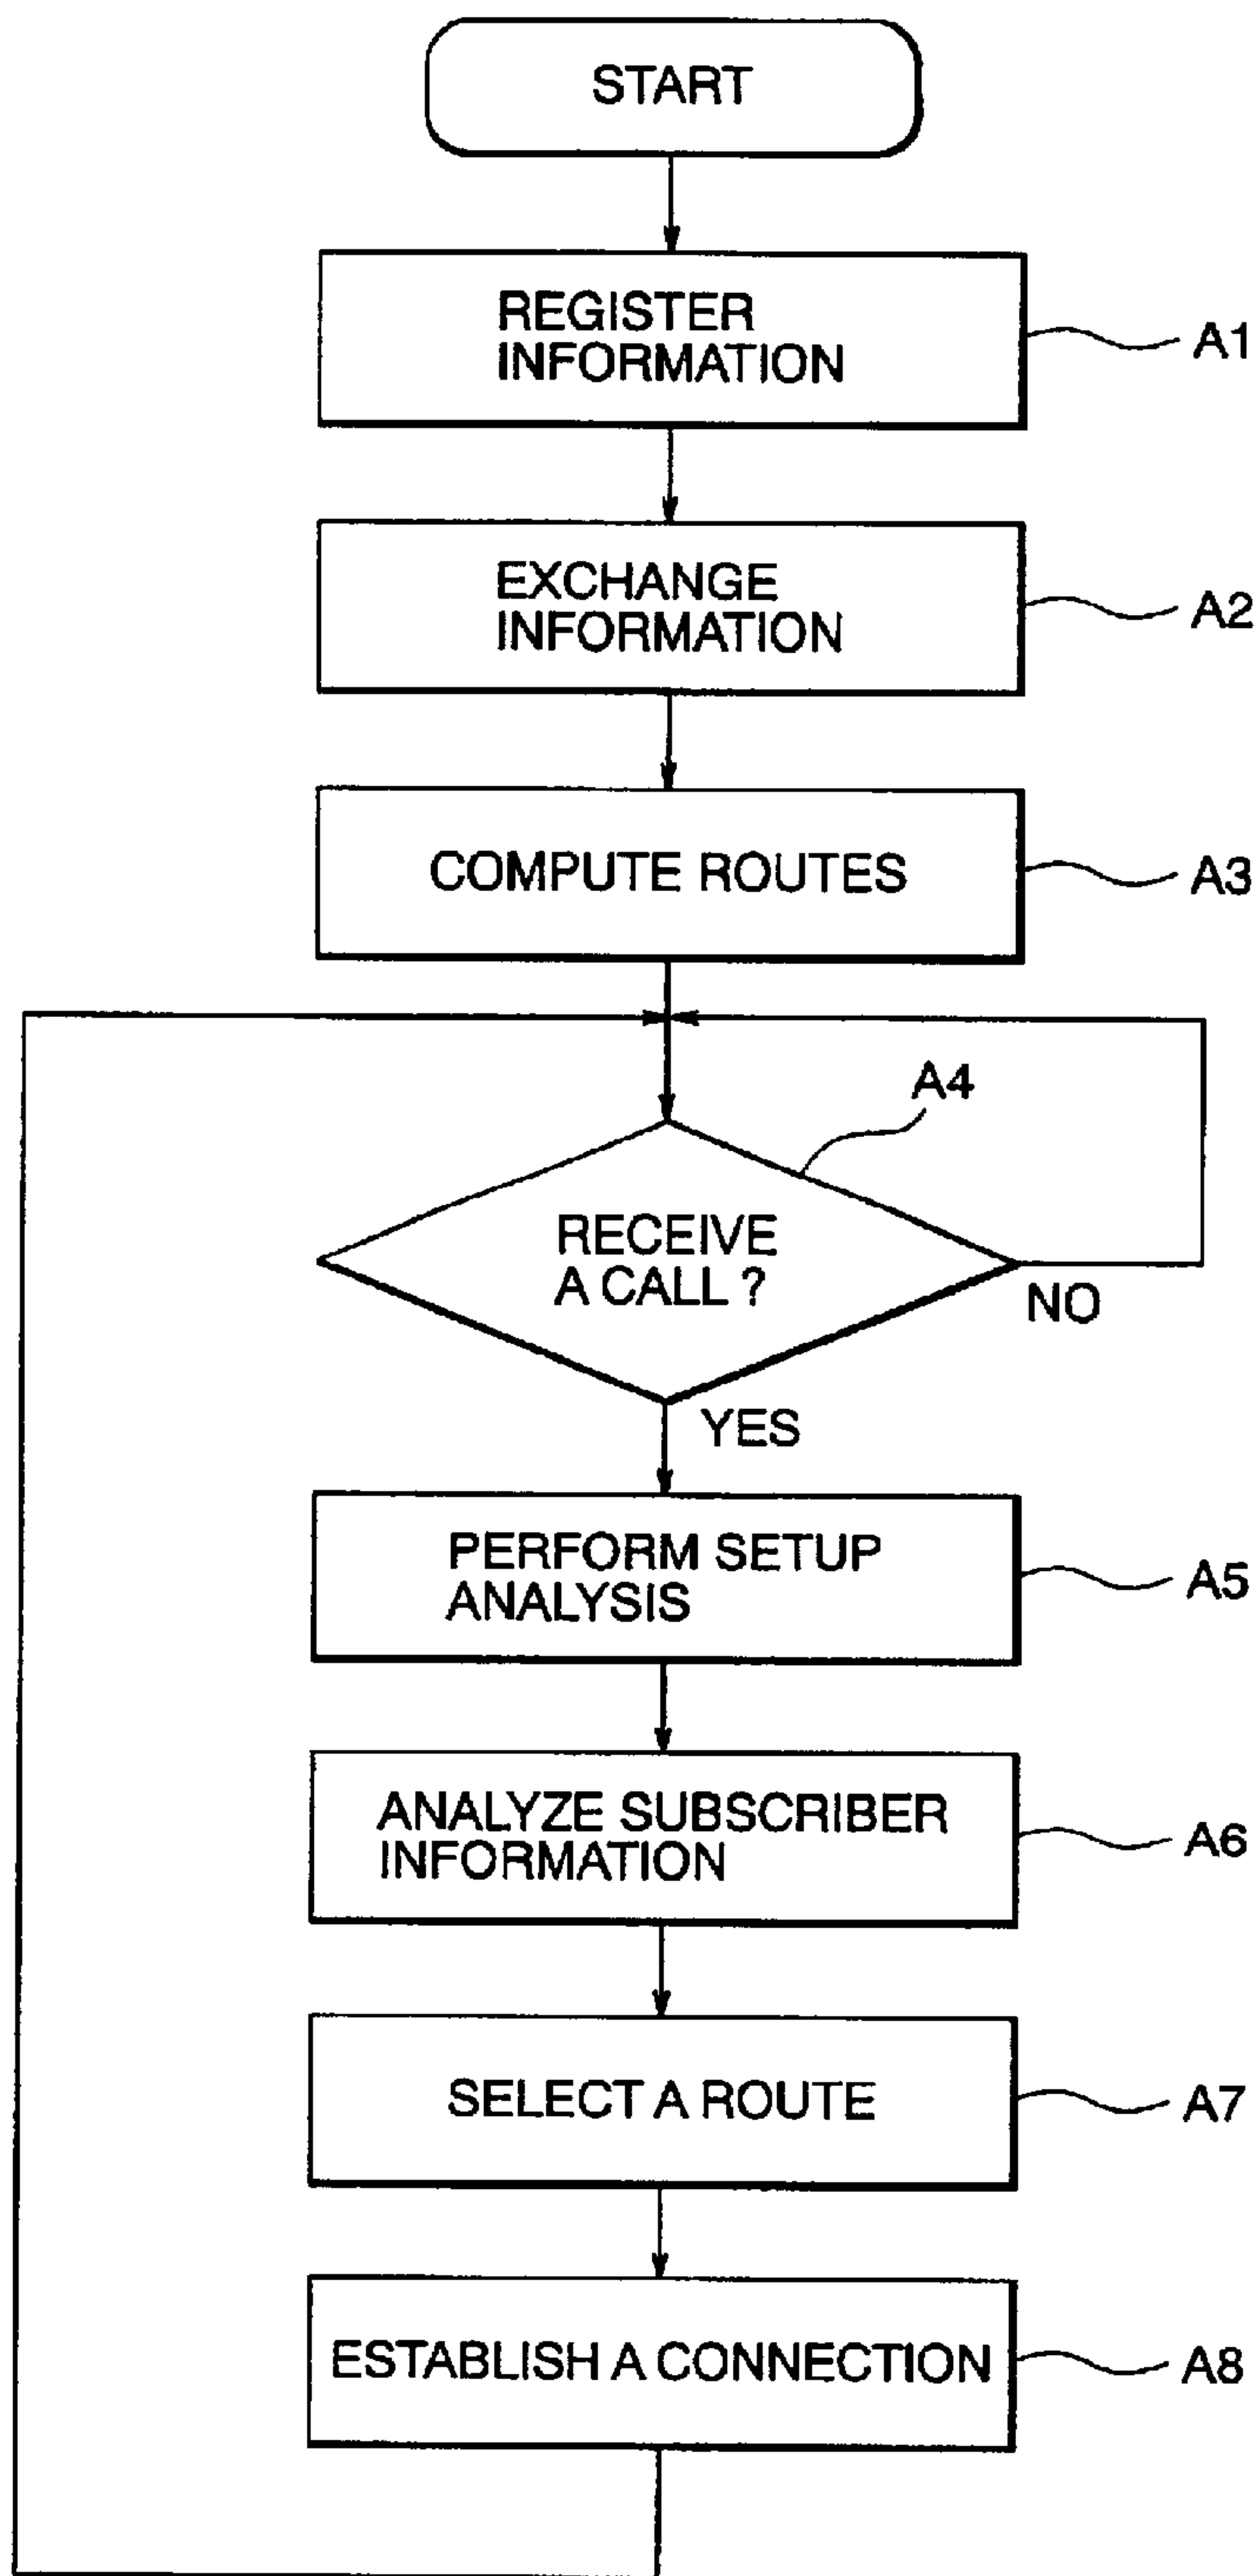 START
REGISTER
INFORMATION
A1
EXCHANGE
INFORMATION
A2
COMPUTE ROUTES
A3
A4
RECEIVE
A CALL ?
NO
YES
PERFORM SETUP
ANALYSIS
A5
ANALYZE SUBSCRIBER
INFORMATION
A6
SELECT A ROUTE
A7
ESTABLISH A CONNECTION
A8